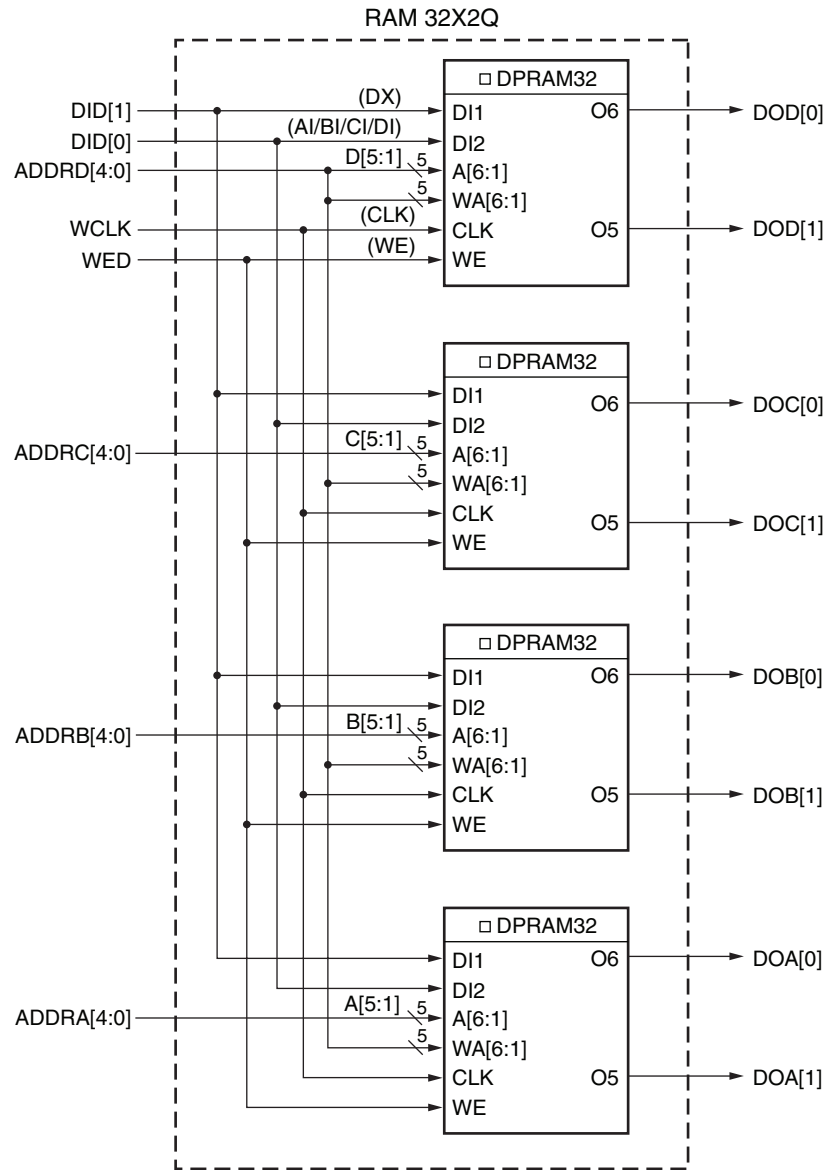 RAM 32X2Q
DPRAM32
DID[1]
(DX)
DI1
O6
DOD[0]
DID[0]
(AI/BI/CI/DI)
DI2
ADDRD[4:0]
D[5:1]
5
A[6:1]
5
WA[6:1]
WCLK
(CLK)
CLK
O5
DOD[1]
WED
(WE)
WE
DPRAM32
DI1
O6
DOC[0]
DI2
ADDRC[4:0]
C[5:1]
5
A[6:1]
5
WA[6:1]
CLK
O5
DOC[1]
WE
DPRAM32
DI1
O6
DOB[0]
DI2
ADDRB[4:0]
B[5:1]
5
A[6:1]
5
WA[6:1]
CLK
O5
DOB[1]
WE
DPRAM32
DI1
O6
DOA[0]
DI2
ADDRA[4:0]
A[5:1]
5
A[6:1]
5
WA[6:1]
CLK
O5
DOA[1]
WE